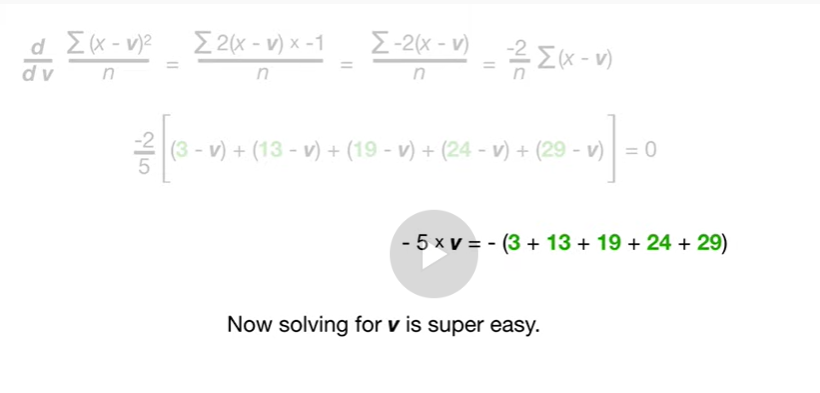 d/dv Σ(x - v)²/n = Σ2(x - v) × -1/n = Σ-2(x - v)/n = -2/n Σ(x - v)
-2/5 [(3 - v) + (13 - v) + (19 - v) + (24 - v) + (29 - v)] = 0
- 5 × v = - (3 + 13 + 19 + 24 + 29)
Now solving for v is super easy.